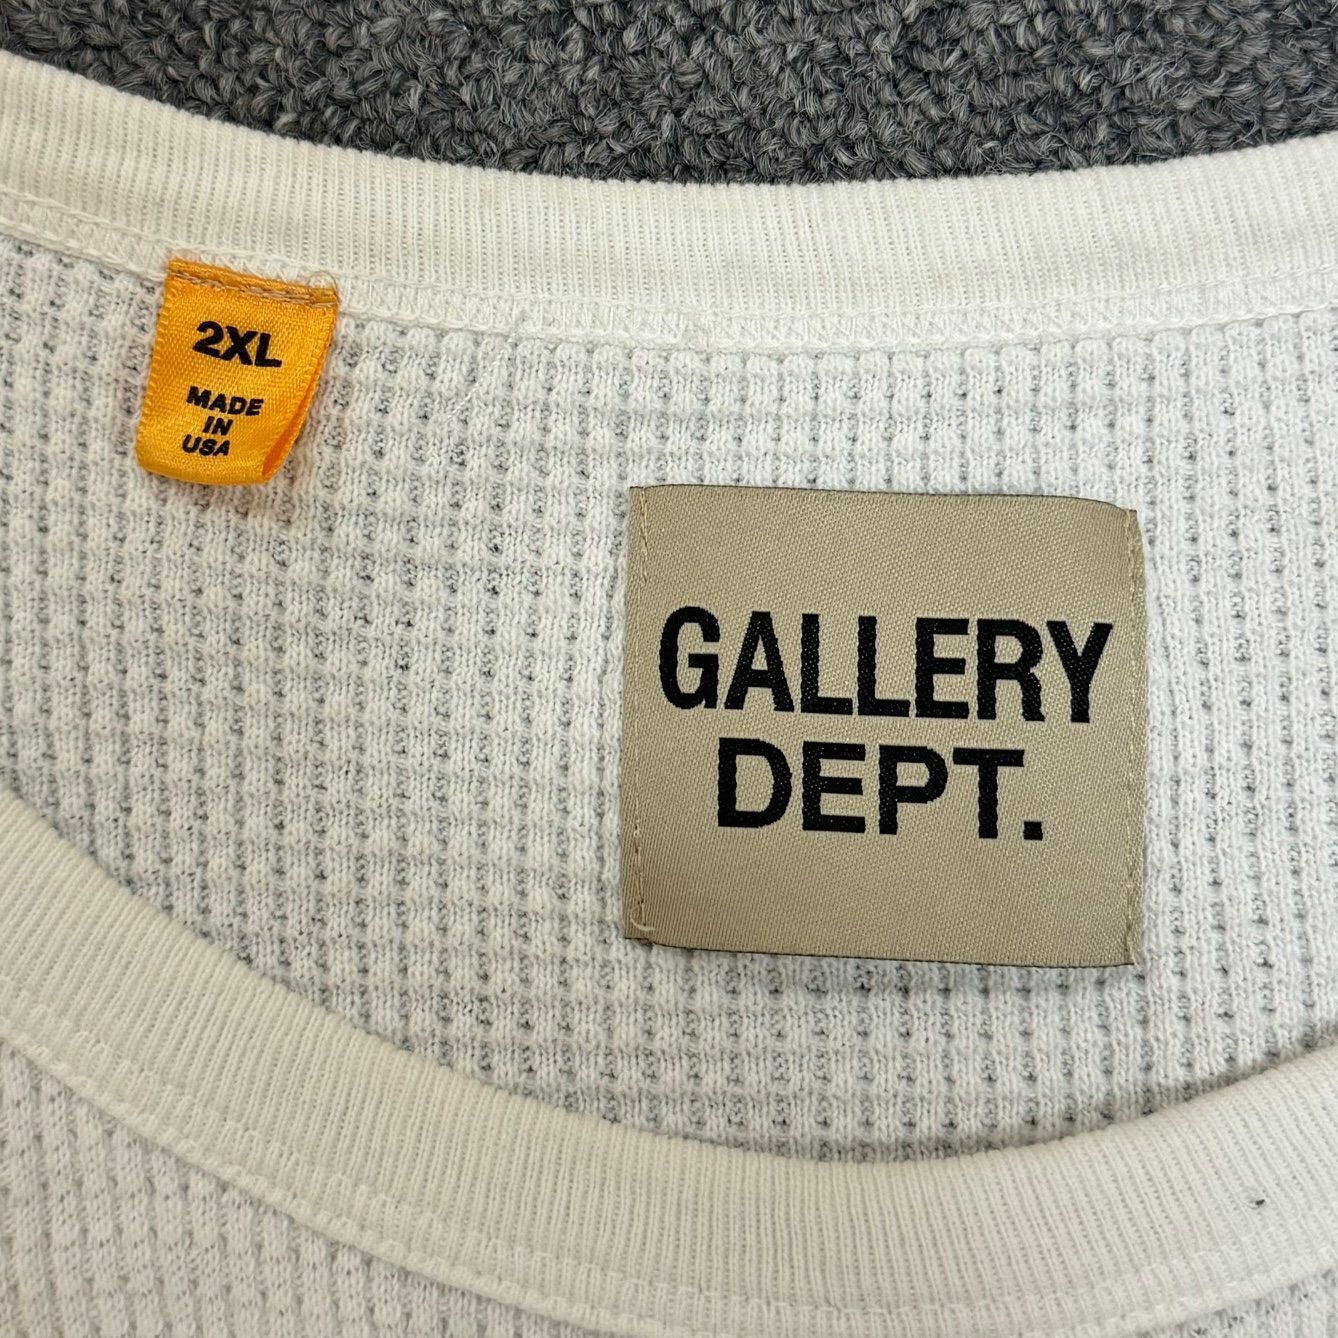 2XL
MADE
IN
USA
GALLERY
DEPT.